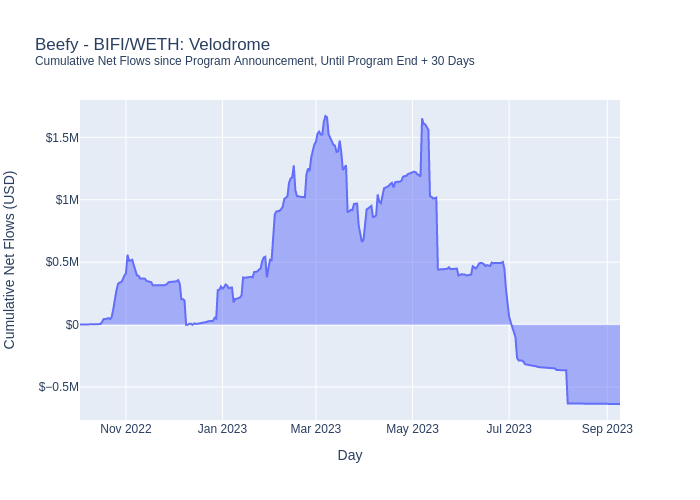 Beefy - BIFI/WETH: Velodrome
Cumulative Net Flows since Program Announcement, Until Program End + 30 Days
Cumulative Net Flows (USD)
$1.5M
$1M
$0.5M
$0
$−0.5M
Nov 2022
Jan 2023
Mar 2023
May 2023
Jul 2023
Sep 2023
Day